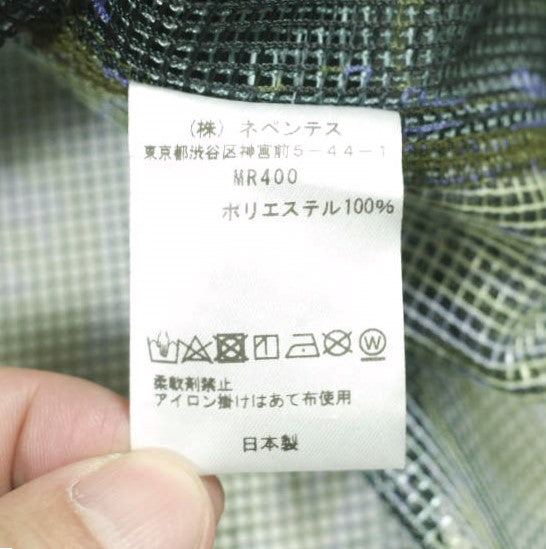 (株)ネペンテス
東京都渋谷区神宮前5-44-1
MR400
ポリエステル100%
W
柔軟剤禁止
アイロン掛けはあて布使用
日本製